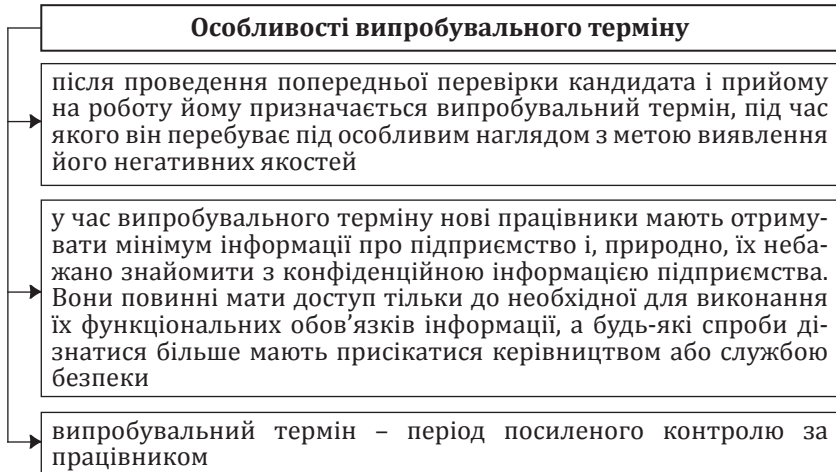 Особливості випробувального терміну
після проведення попередньої перевірки кандидата і прийому
на роботу йому призначається випробувальний термін, під час
якого він перебуває під особливим наглядом з метою виявлення
його негативних якостей
у час випробувального терміну нові працівники мають отриму-
вати мінімум інформації про підприємство і, природно, їх неба-
жано знайомити з конфіденційною інформацією підприємства.
Вони повинні мати доступ тільки до необхідної для виконання
їх функціональних обов’язків інформації, а будь-які спроби ді-
знатися більше мають присікатися керівництвом або службою
безпеки
випробувальний термін – період посиленого контролю за
працівником